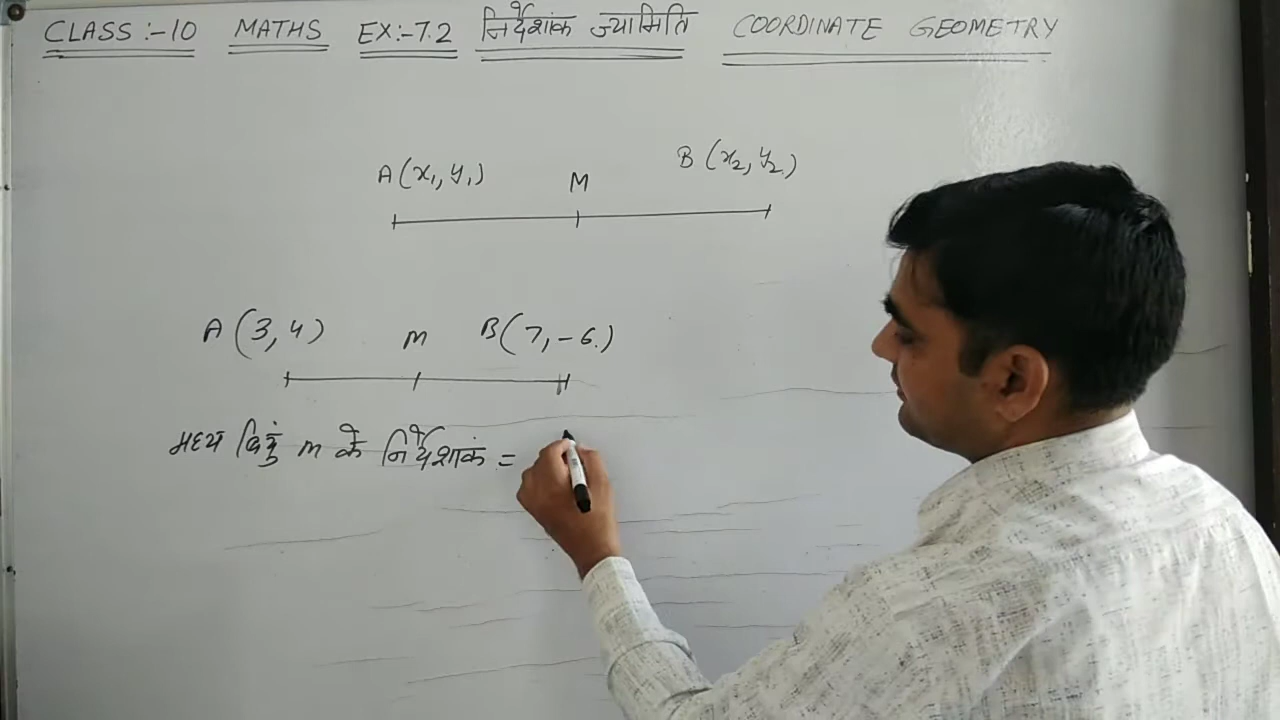 CLASS :-10 MATHS EX:-7.2 निर्देशांक ज्यामिति COORDINATE GEOMETRY
A(x₁, y₁) M B(x₂, y₂)
A(3, 4) M B(7, -6)
मध्य बिंदु M के निर्देशांक =